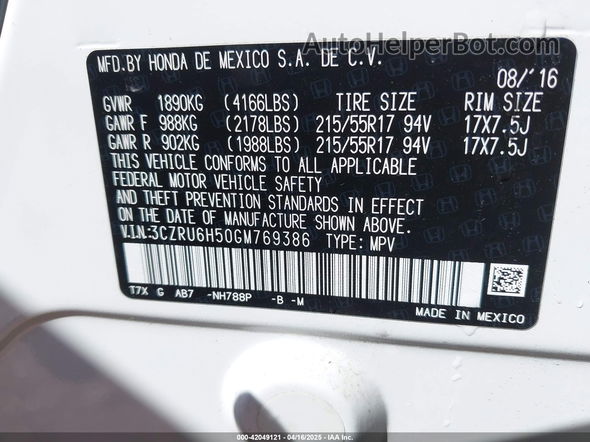 AutoHelperBot.com
MFD.BY HONDA DE MEXICO S.A. DE C.V.
08/'16
GVWR 1890KG (4166LBS) TIRE SIZE RIM SIZE
GAWR F 988KG (2178LBS) 215/55R17 94V 17X7.5J
GAWR R 902KG (1988LBS) 215/55R17 94V 17X7.5J
THIS VEHICLE CONFORMS TO ALL APPLICABLE
FEDERAL MOTOR VEHICLE SAFETY
AND THEFT PREVENTION STANDARDS IN EFFECT
ON THE DATE OF MANUFACTURE SHOWN ABOVE.
V.I.N:3CZRU6H50GM769386 TYPE: MPV
T7X G AB7 -NH788P -B -M
MADE IN MEXICO
000-42049121 - 04/16/2025 - IAA Inc.